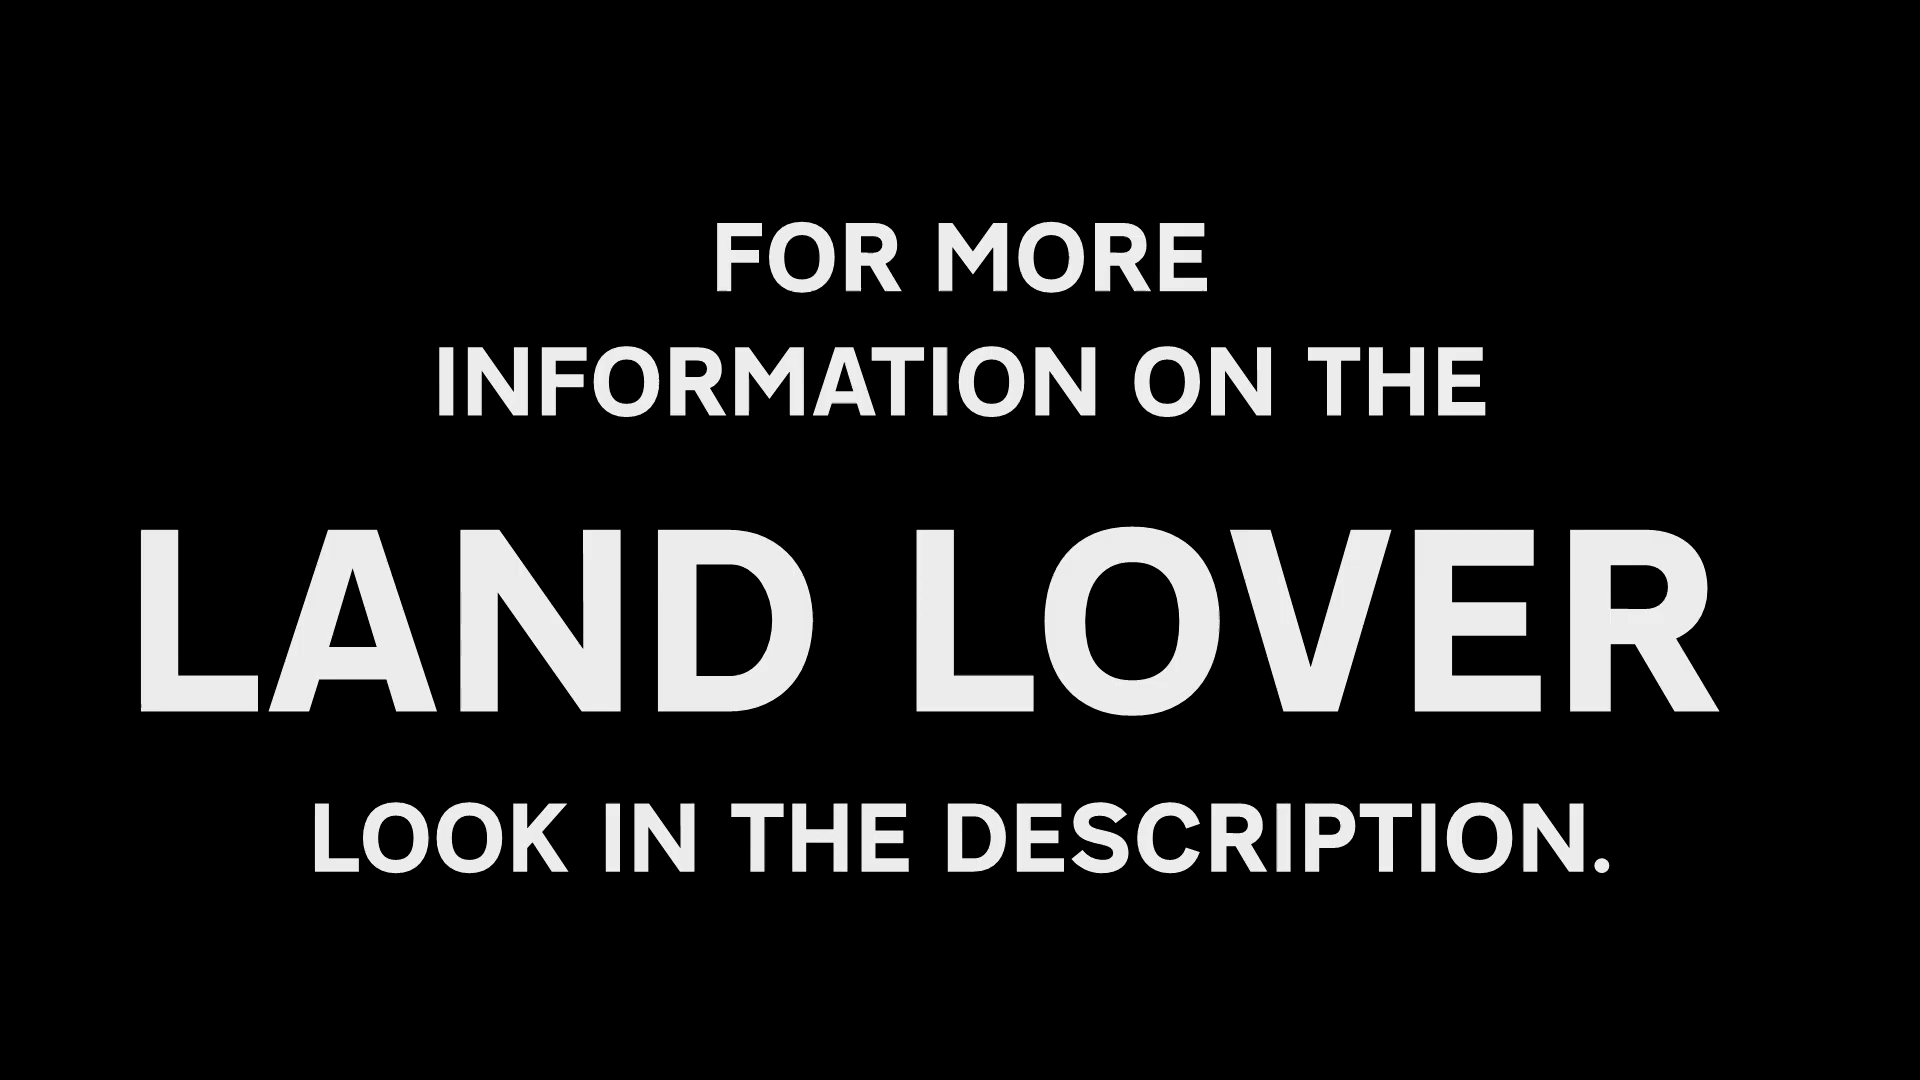 FOR MORE
INFORMATION ON THE
LAND LOVER
LOOK IN THE DESCRIPTION.